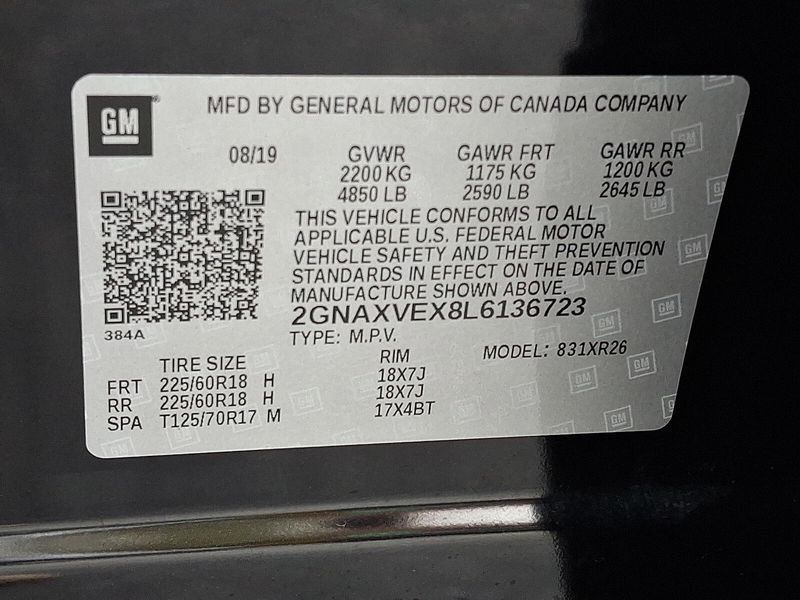 GM
MFD BY GENERAL MOTORS OF CANADA COMPANY
08/19 GVWR GAWR FRT GAWR RR
2200 KG 1175 KG 1200 KG
4850 LB 2590 LB 2645 LB
THIS VEHICLE CONFORMS TO ALL
APPLICABLE U.S. FEDERAL MOTOR
VEHICLE SAFETY AND THEFT PREVENTION
STANDARDS IN EFFECT ON THE DATE OF
MANUFACTURE SHOWN ABOVE.
2GNAXVEX8L6136723
384A
TYPE: M.P.V. MODEL: 831XR26
TIRE SIZE RIM
FRT 225/60R18 H 18X7J
RR 225/60R18 H 18X7J
SPA T125/70R17 M 17X4BT